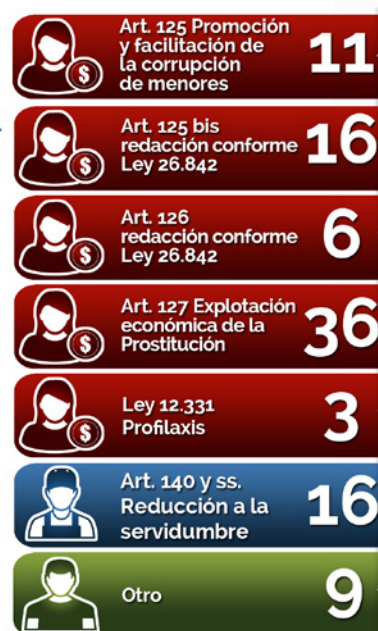 Art. 125 Promoción
y facilitación de
la corrupción
de menores
11
Art. 125 bis
redacción conforme
Ley 26.842
16
Art. 126
redacción conforme
Ley 26.842
6
Art. 127 Explotación
económica de la
Prostitución
36
Ley 12.331
Profilaxis
3
Art. 140 y ss.
Reducción a la
servidumbre
16
Otro
9
$
$
$
$
$